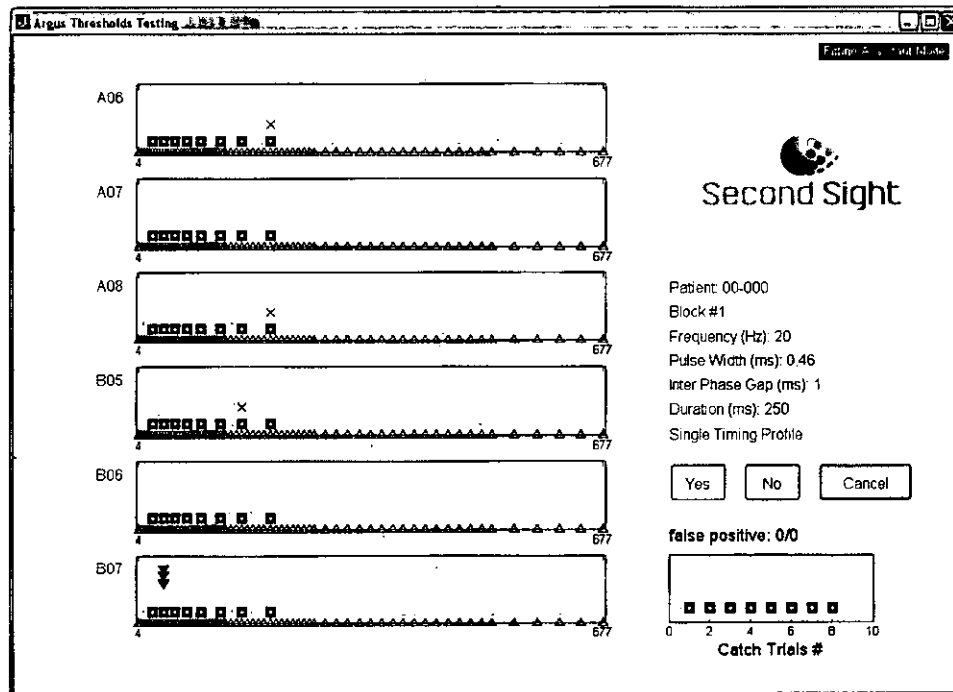 Argus Thresholds Testing
A06
4 677
A07
4 677
A08
4 677
B05
4 677
B06
4 677
B07
4 677
Second Sight
Patient: 00-000
Block #1
Frequency (Hz): 20
Pulse Width (ms): 0.46
Inter Phase Gap (ms): 1
Duration (ms): 250
Single Timing Profile
Yes No Cancel
false positive: 0/0
0 2 4 6 8 10
Catch Trials #